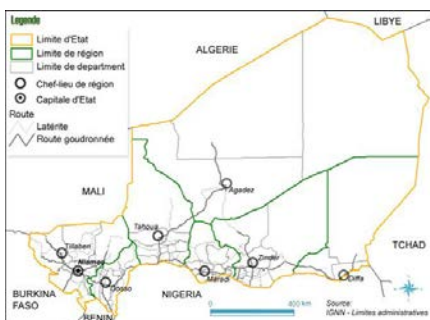 Legende
Limite d'Etat
Limite de région
Limite de department
Chef-lieu de région
Capitale d'Etat
Route
Latérite
Route goudronnée
LIBYE
ALGERIE
MALI
Agadez
TCHAD
Tahoua
Tillaberi
Niamey
Zinder
Maradi
Diffa
Dosso
BURKINA
FASO
NIGERIA
BENIN
0
400 km
Source:
IGNN - Limites administratives